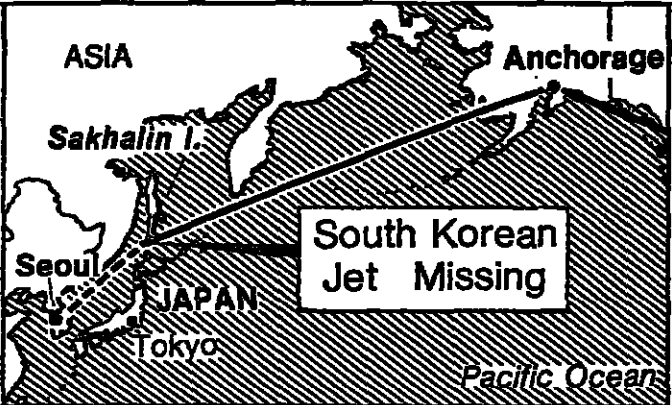 ASIA
Anchorage
Sakhalin I.
South Korean
Jet Missing
Seoul
JAPAN
Tokyo
Pacific Ocean